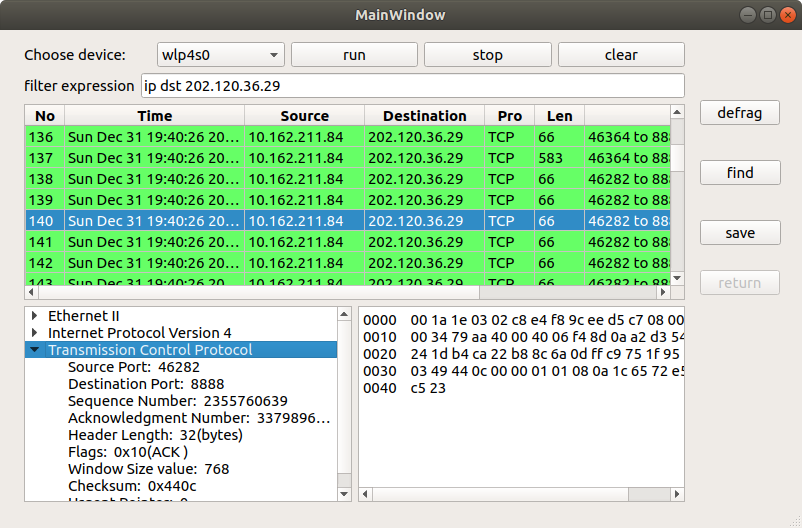 MainWindow
Choose device: wlp4s0 run stop clear
filter expression ip dst 202.120.36.29
No Time Source Destination Pro Len
136 Sun Dec 31 19:40:26 20... 10.162.211.84 202.120.36.29 TCP 66 46364 to 888
137 Sun Dec 31 19:40:26 20... 10.162.211.84 202.120.36.29 TCP 583 46364 to 888
138 Sun Dec 31 19:40:26 20... 10.162.211.84 202.120.36.29 TCP 66 46282 to 888
139 Sun Dec 31 19:40:26 20... 10.162.211.84 202.120.36.29 TCP 66 46282 to 888
140 Sun Dec 31 19:40:26 20... 10.162.211.84 202.120.36.29 TCP 66 46282 to 888
141 Sun Dec 31 19:40:26 20... 10.162.211.84 202.120.36.29 TCP 66 46282 to 888
142 Sun Dec 31 19:40:26 20... 10.162.211.84 202.120.36.29 TCP 66 46282 to 888
143 Sun Dec 31 19:40:26 20... 10.162.211.84 202.120.36.29 TCP 66 46282 to 888
defrag
find
save
return
Ethernet II
Internet Protocol Version 4
Transmission Control Protocol
Source Port: 46282
Destination Port: 8888
Sequence Number: 2355760639
Acknowledgment Number: 3379896...
Header Length: 32(bytes)
Flags: 0x10(ACK )
Window Size value: 768
Checksum: 0x440c
0000 00 1a 1e 03 02 c8 e4 f8 9c ee d5 c7 08 00
0010 00 34 79 aa 40 00 40 06 f4 8d 0a a2 d3 54
0020 24 1d b4 ca 22 b8 8c 6a 0d ff c9 75 1f 95
0030 03 49 44 0c 00 00 01 01 08 0a 1c 65 72 e5
0040 c5 23